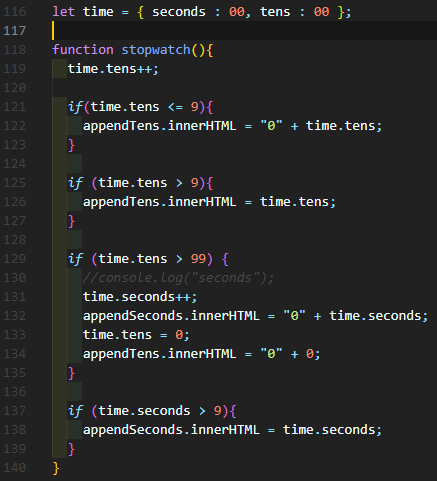 116 let time = { seconds : 00, tens : 00 };
117
118 function stopwatch(){
119   time.tens++;
120
121   if(time.tens <= 9){
122     appendTens.innerHTML = "0" + time.tens;
123   }
124
125   if (time.tens > 9){
126     appendTens.innerHTML = time.tens;
127   }
128
129   if (time.tens > 99) {
130     //console.log("seconds");
131     time.seconds++;
132     appendSeconds.innerHTML = "0" + time.seconds;
133     time.tens = 0;
134     appendTens.innerHTML = "0" + 0;
135   }
136
137   if (time.seconds > 9){
138     appendSeconds.innerHTML = time.seconds;
139   }
140 }